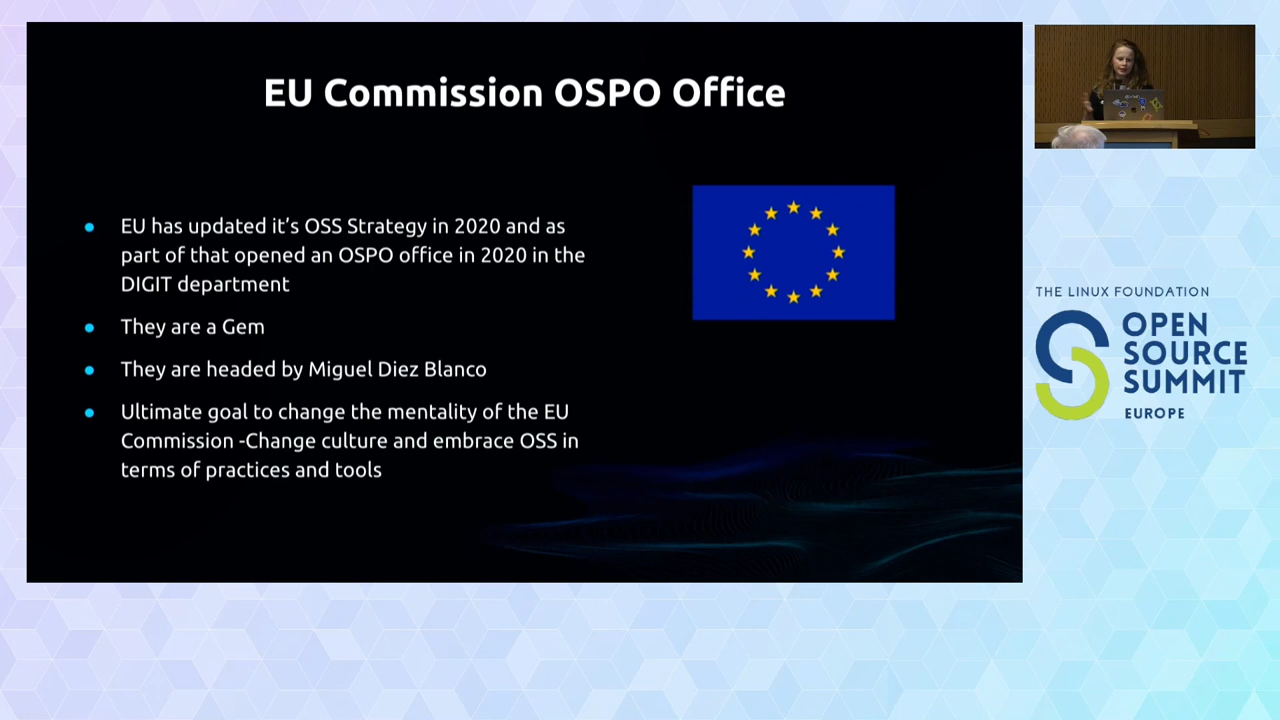 EU Commission OSPO Office
EU has updated it's OSS Strategy in 2020 and as
part of that opened an OSPO office in 2020 in the
DIGIT department
They are a Gem
They are headed by Miguel Diez Blanco
Ultimate goal to change the mentality of the EU
Commission -Change culture and embrace OSS in
terms of practices and tools
THE LINUX FOUNDATION
OPEN
SOURCE
SUMMIT
EUROPE